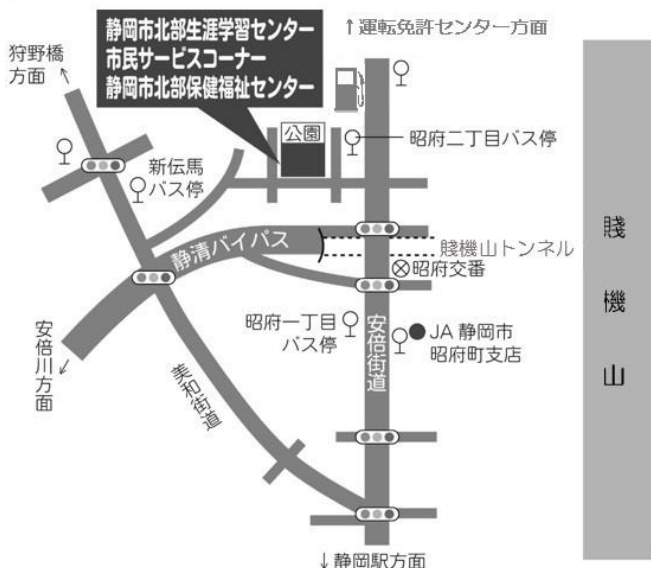 静岡市北部生涯学習センター
市民サービスコーナー
静岡市北部保健福祉センター
↑運転免許センター方面
狩野橋
方面
公園
昭府二丁目バス停
新伝馬
バス停
静清バイパス
賤機山トンネル
昭府交番
昭府一丁目
バス停
安倍街道
JA 静岡市
昭府町支店
安倍川方面
美和街道
↓静岡駅方面
賤機山